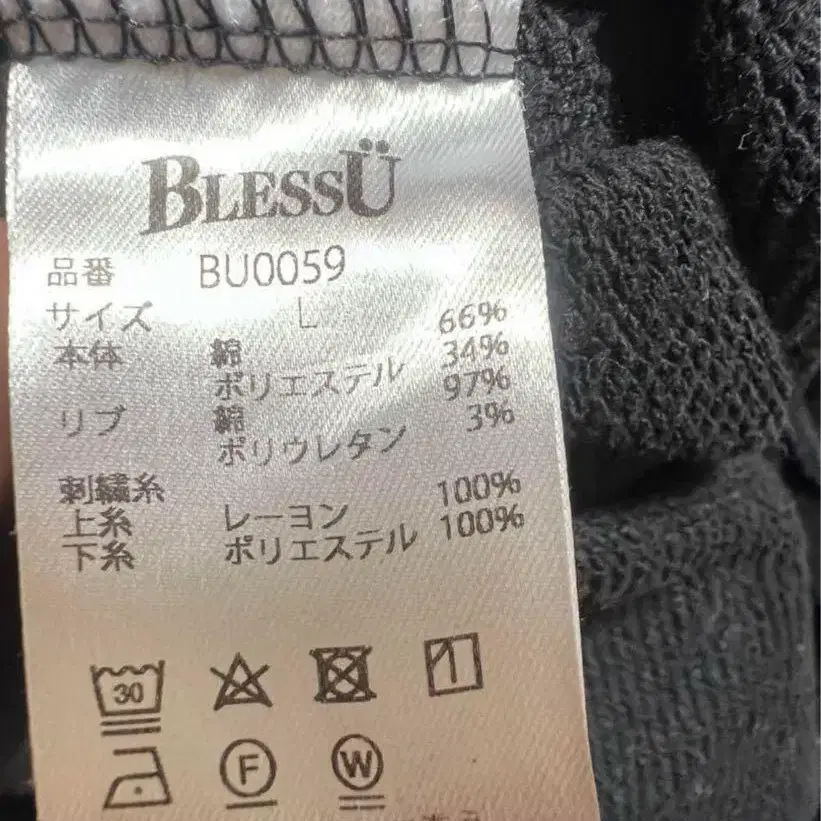 BLESSÜ
品番 BU0059
サイズ L
本体 綿 66%
ポリエステル 34%
リブ 綿 97%
ポリウレタン 3%
刺繍糸
上糸 レーヨン 100%
下糸 ポリエステル 100%
30
F W